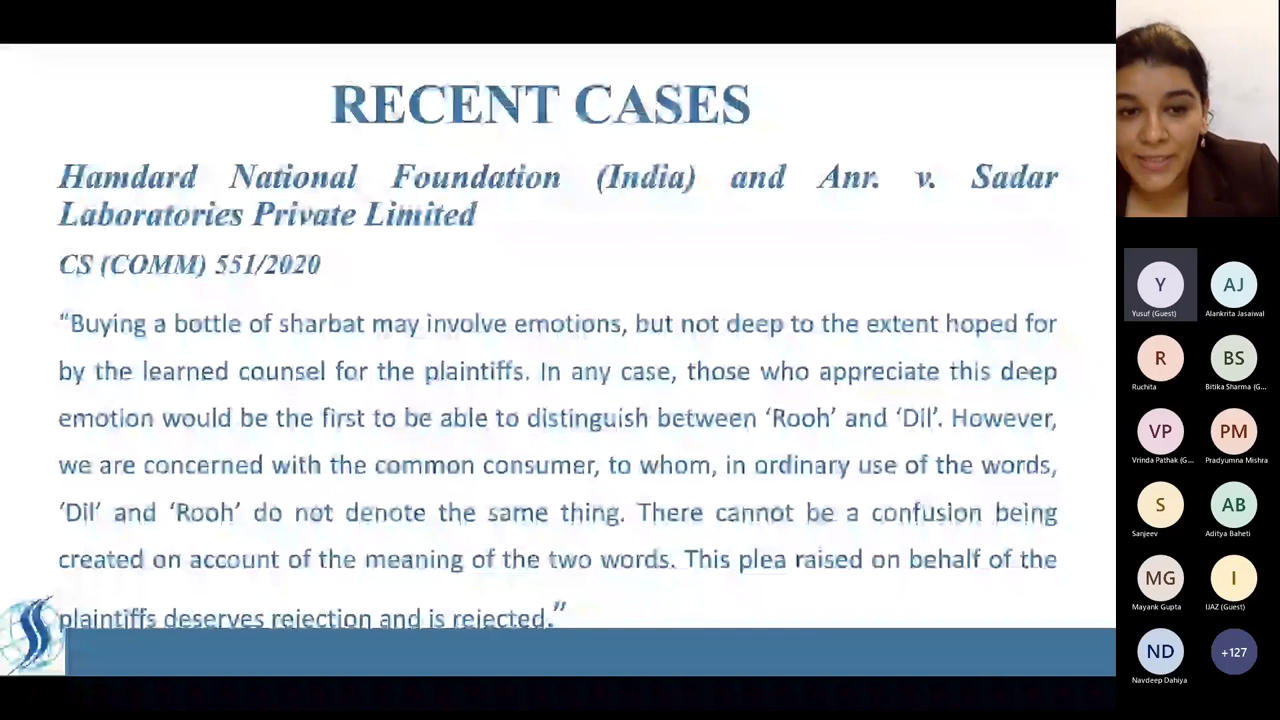 RECENT CASES
Hamdard National Foundation (India) and Anr. v. Sadar
Laboratories Private Limited
CS (COMM) 551/2020
“Buying a bottle of sharbat may involve emotions, but not deep to the extent hoped for
by the learned counsel for the plaintiffs. In any case, those who appreciate this deep
emotion would be the first to be able to distinguish between ‘Rooh’ and ‘Dil’. However,
we are concerned with the common consumer, to whom, in ordinary use of the words,
‘Dil’ and ‘Rooh’ do not denote the same thing. There cannot be a confusion being
created on account of the meaning of the two words. This plea raised on behalf of the
plaintiffs deserves rejection and is rejected.”
Y
Yusuf (Guest)
AJ
Alankrita Jasaiwal
R
Ruchita
BS
Bitika Sharma (G...
VP
Vrinda Pathak (G...
PM
Pradyumna Mishra
S
Sanjeev
AB
Aditya Baheti
MG
Mayank Gupta
I
IJAZ (Guest)
ND
Navdeep Dahiya
+127